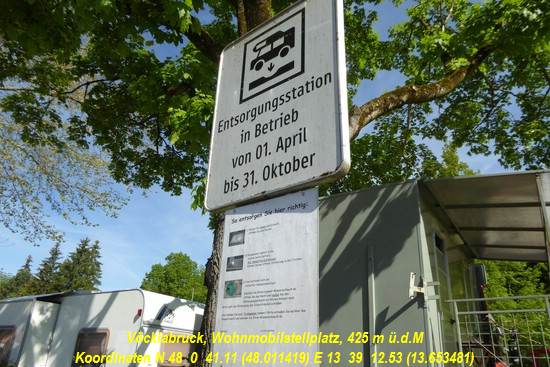 Entsorgungsstation
in Betrieb
von 01. April
bis 31. Oktober
So entsorgen Sie hier richtig:
Vöcklabruck, Wohnmobilstellplatz, 425 m ü.d.M
Koordinaten N 48 0 41.11 (48.011419) E 13 39 12.53 (13.653481)